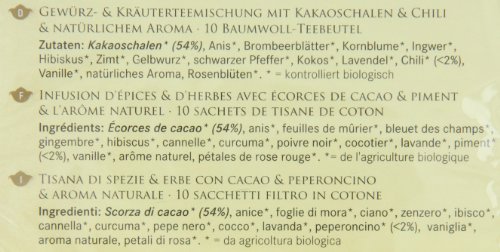 D GEWÜRZ- & KRÄUTERTEEMISCHUNG MIT KAKAOSCHALEN & CHILI
& NATÜRLICHEM AROMA · 10 BAUMWOLL-TEEBEUTEL
Zutaten: Kakaoschalen* (54%), Anis*, Brombeerblätter*, Kornblume*, Ingwer*,
Hibiskus*, Zimt*, Gelbwurz*, schwarzer Pfeffer*, Kokos*, Lavendel*, Chili* (<2%),
Vanille*, natürliches Aroma, Rosenblüten*. * = kontrolliert biologisch
F INFUSION D'ÉPICES & D'HERBES AVEC ÉCORCES DE CACAO & PIMENT
& L'ARÔME NATUREL · 10 SACHETS DE TISANE DE COTON
Ingrédients: Écorces de cacao* (54%), anis*, feuilles de mûrier*, bleuet des champs*,
gingembre*, hibiscus*, cannelle*, curcuma*, poivre noir*, cocotier*, lavande*, piment*
(<2%), vanille*, arôme naturel, pétales de rose rouge*. *= de l'agriculture biologique
I TISANA DI SPEZIE & ERBE CON CACAO & PEPERONCINO
& AROMA NATURALE · 10 SACCHETTI FILTRO IN COTONE
Ingredienti: Scorza di cacao* (54%), anice*, foglie di mora*, ciano*, zenzero*, ibisco*,
cannella*, curcuma*, pepe nero*, cocco*, lavanda*, peperoncino* (<2%), vaniglia*,
aroma naturale, petali di rosa*. * = da agricoltura biologica